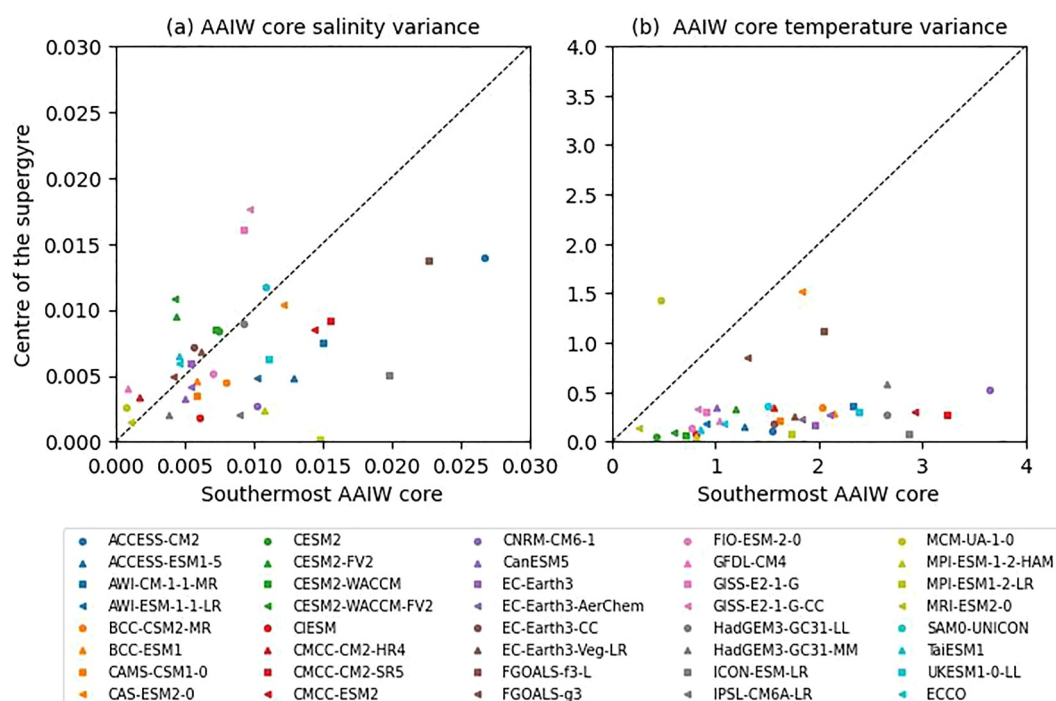 (a) AAIW core salinity variance
(b) AAIW core temperature variance
Centre of the supergyre
0.030
0.025
0.020
0.015
0.010
0.005
0.000
0.000 0.005 0.010 0.015 0.020 0.025 0.030
Southermost AAIW core
4.0
3.5
3.0
2.5
2.0
1.5
1.0
0.5
0.0
0 1 2 3 4
Southermost AAIW core
ACCESS-CM2 CESM2 CNRM-CM6-1 FIO-ESM-2-0 MCM-UA-1-0
ACCESS-ESM1-5 CESM2-FV2 CanESM5 GFDL-CM4 MPI-ESM-1-2-HAM
AWI-CM-1-1-MR CESM2-WACCM EC-Earth3 GISS-E2-1-G MPI-ESM1-2-LR
AWI-ESM-1-1-LR CESM2-WACCM-FV2 EC-Earth3-AerChem GISS-E2-1-G-CC MRI-ESM2-0
BCC-CSM2-MR CIESM EC-Earth3-CC HadGEM3-GC31-LL SAM0-UNICON
BCC-ESM1 CMCC-CM2-HR4 EC-Earth3-Veg-LR HadGEM3-GC31-MM TaiESM1
CAMS-CSM1-0 CMCC-CM2-SR5 FGOALS-f3-L ICON-ESM-LR UKESM1-0-LL
CAS-ESM2-0 CMCC-ESM2 FGOALS-g3 IPSL-CM6A-LR ECCO